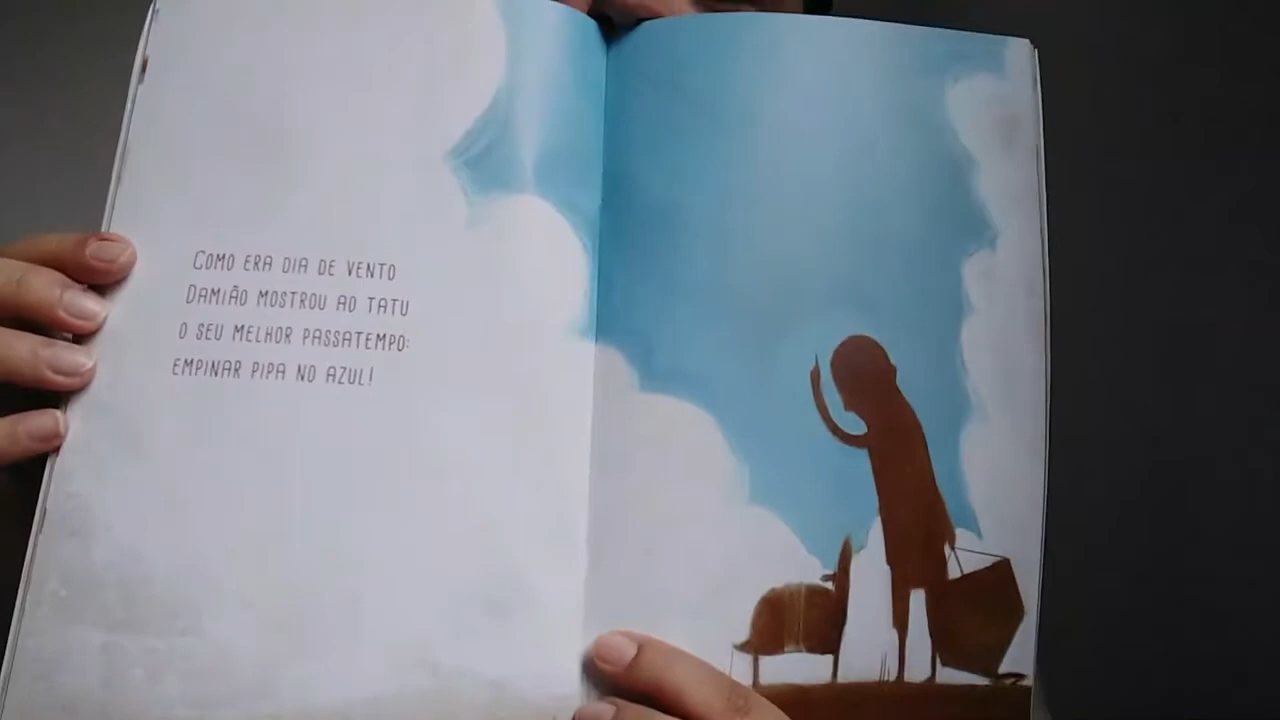 COMO ERA DIA DE VENTO
DAMIÃO MOSTROU AO TATU
O SEU MELHOR PASSATEMPO:
EMPINAR PIPA NO AZUL!